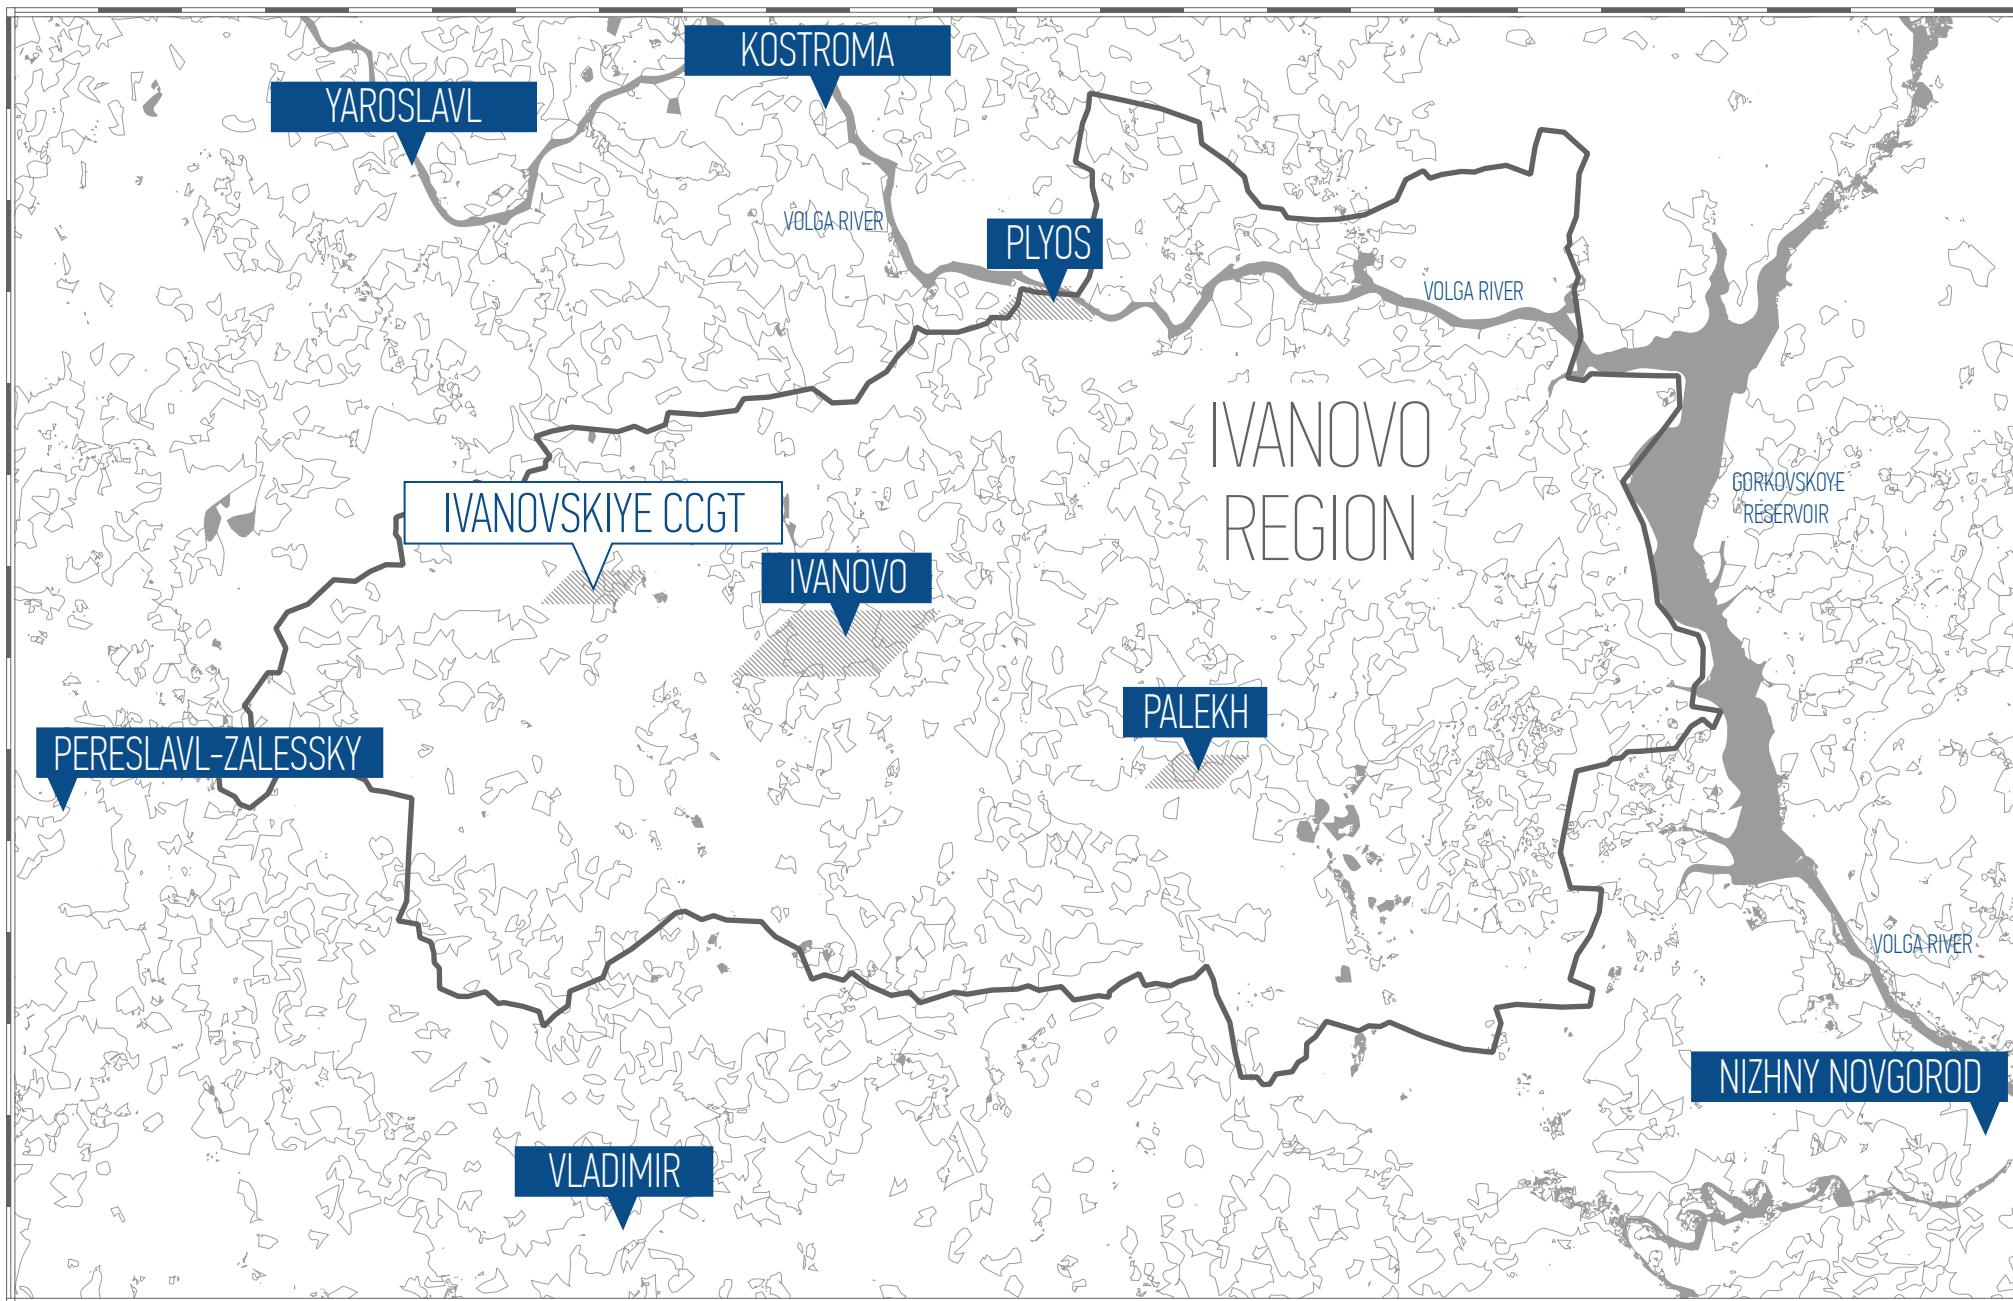 KOSTROMA
YAROSLAVL
VOLGA RIVER
PLYOS
VOLGA RIVER
IVANOVO
REGION
GORKOVSKOYE
RESERVOIR
IVANOVSKIYE CCGT
IVANOVO
PALEKH
PERESLAVL-ZALESSKY
VOLGA RIVER
NIZHNY NOVGOROD
VLADIMIR